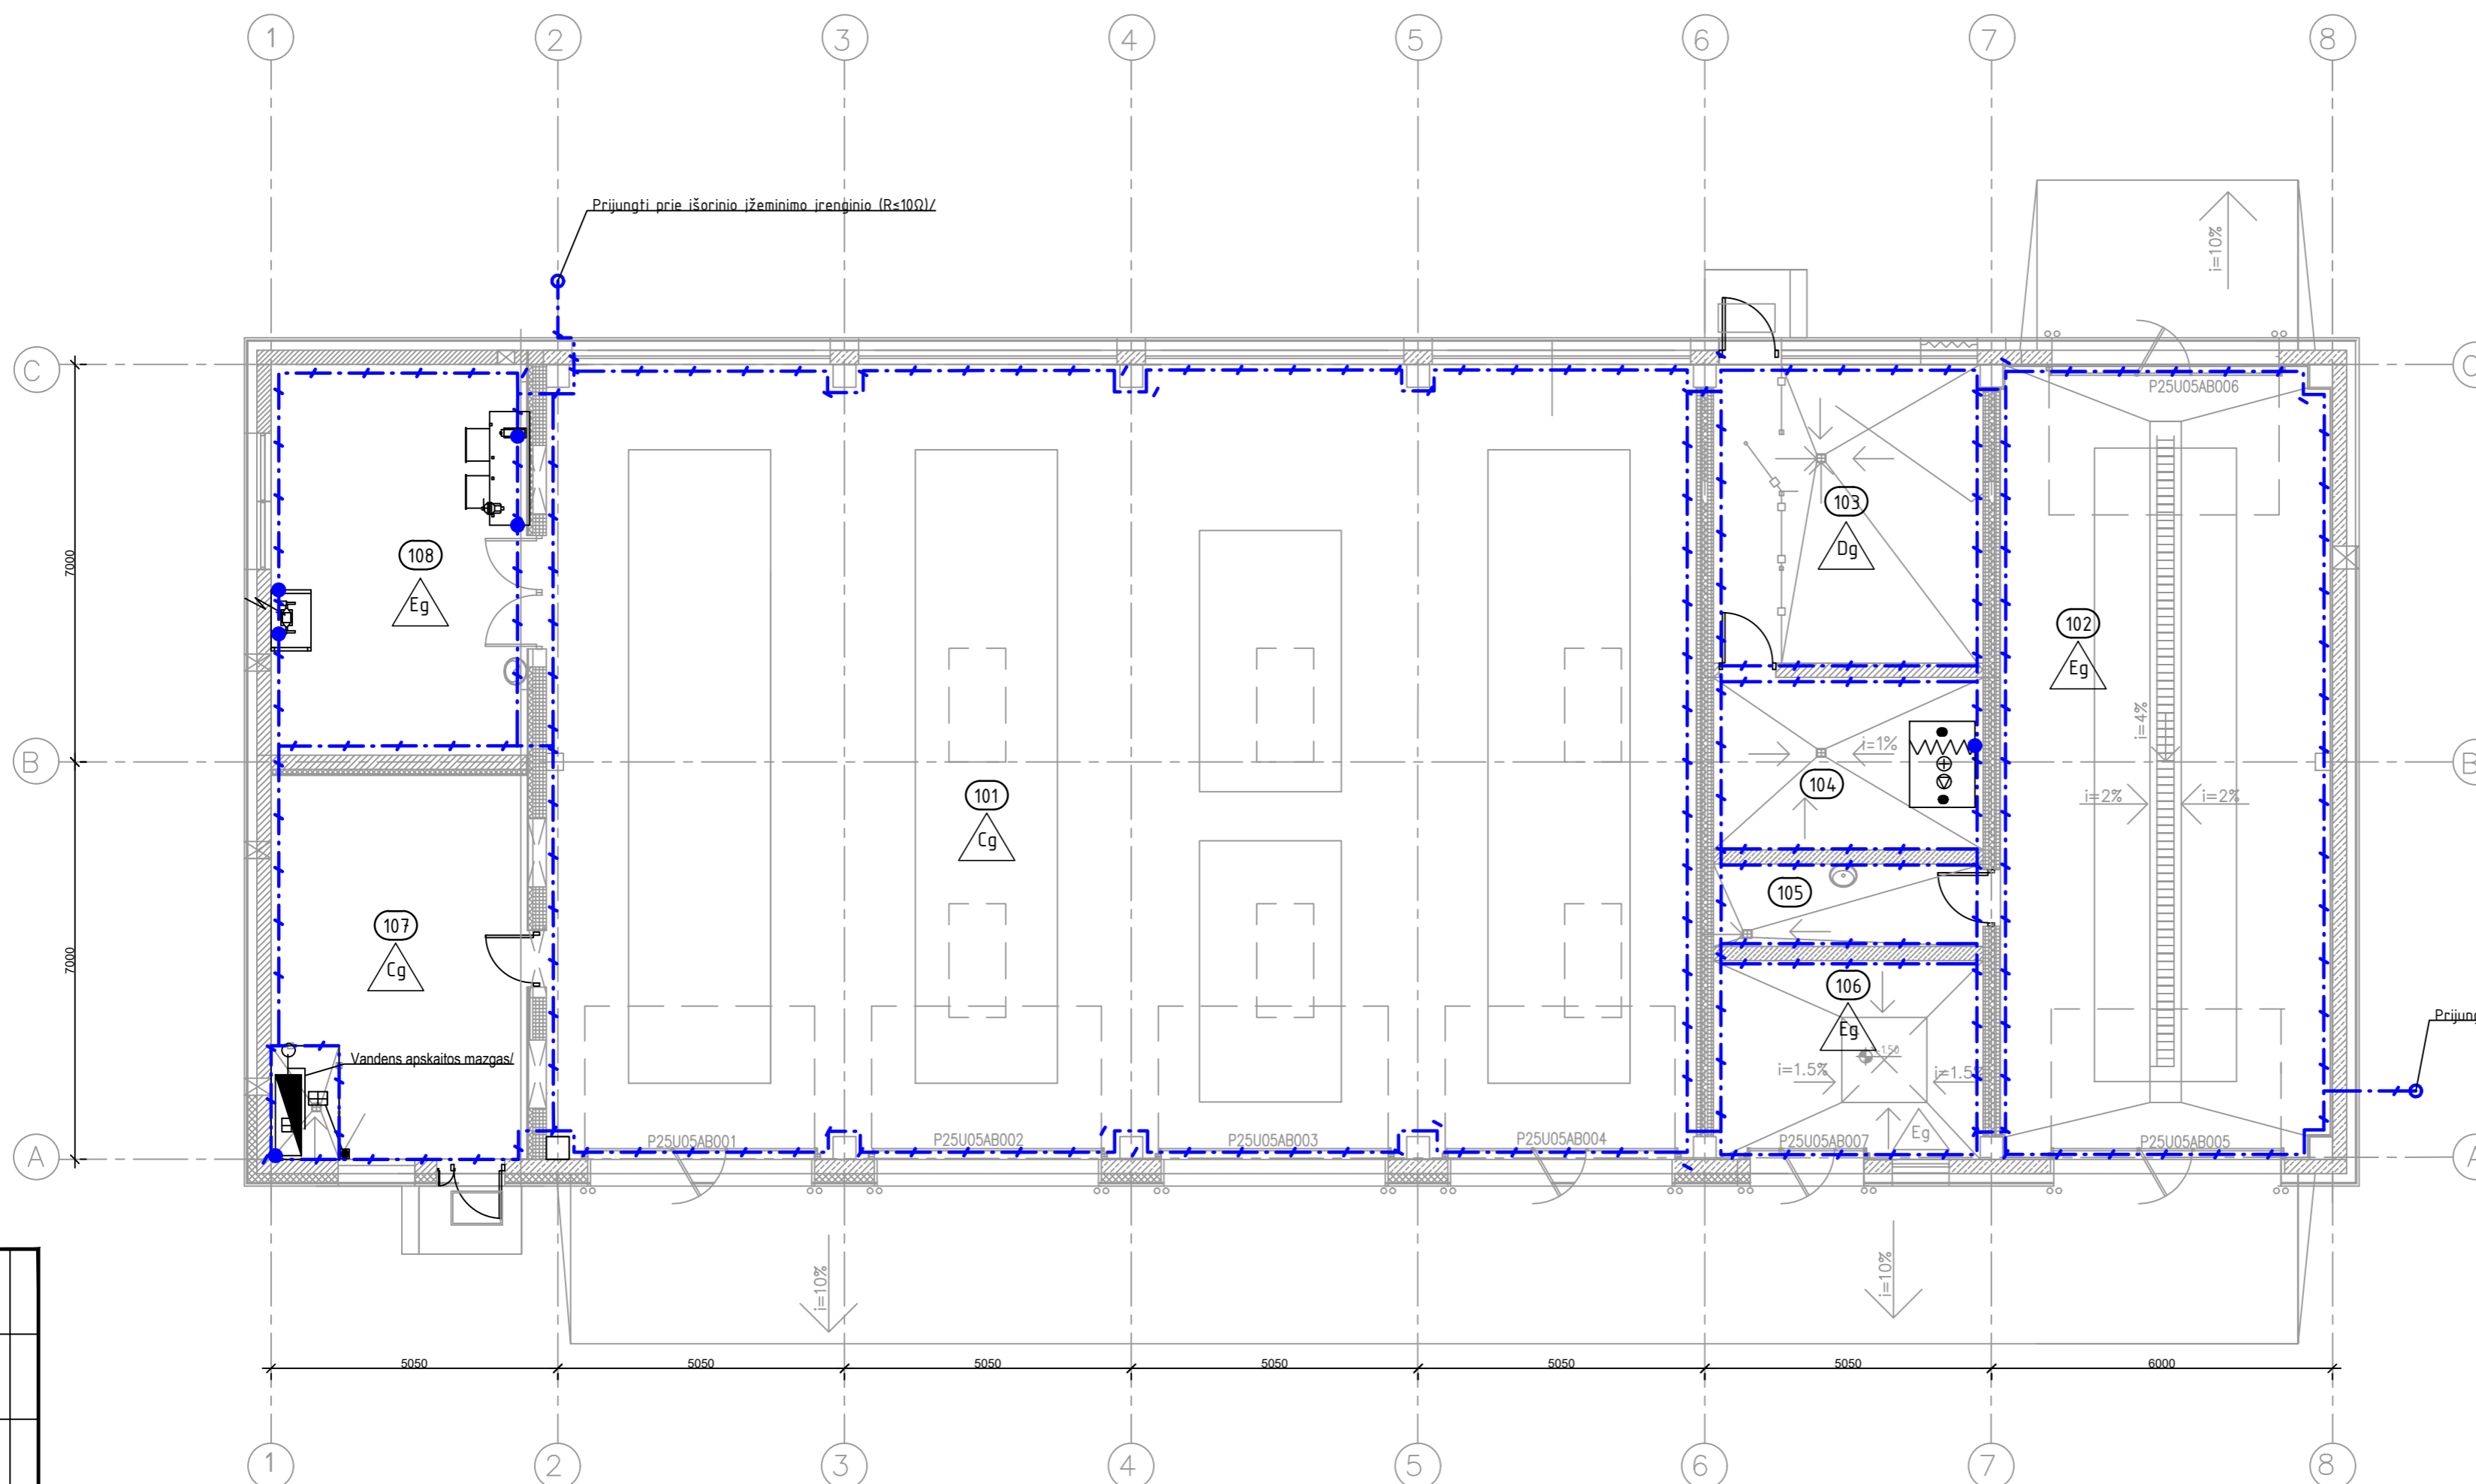 1 2 3 4 5 6 7 8
Prijungti prie išorinio įžeminimo įrenginio (R≤10Ω)/
i=10%
C C
P25U05AB006
103
Dg
7000
108
Eg
102
Eg
i=4%
B B
i=1%
104
101
Cg
i=2% i=2%
105
107
Cg
7000
106
Eg
Prijung
Vandens apskaitos mazgas/
i=1.5% i=1.5%
Eg
A A
P25U05AB001 P25U05AB002 P25U05AB003 P25U05AB004 P25U05AB007 P25U05AB005
i=10% i=10%
5050 5050 5050 5050 5050 5050 6000
1 2 3 4 5 6 7 8